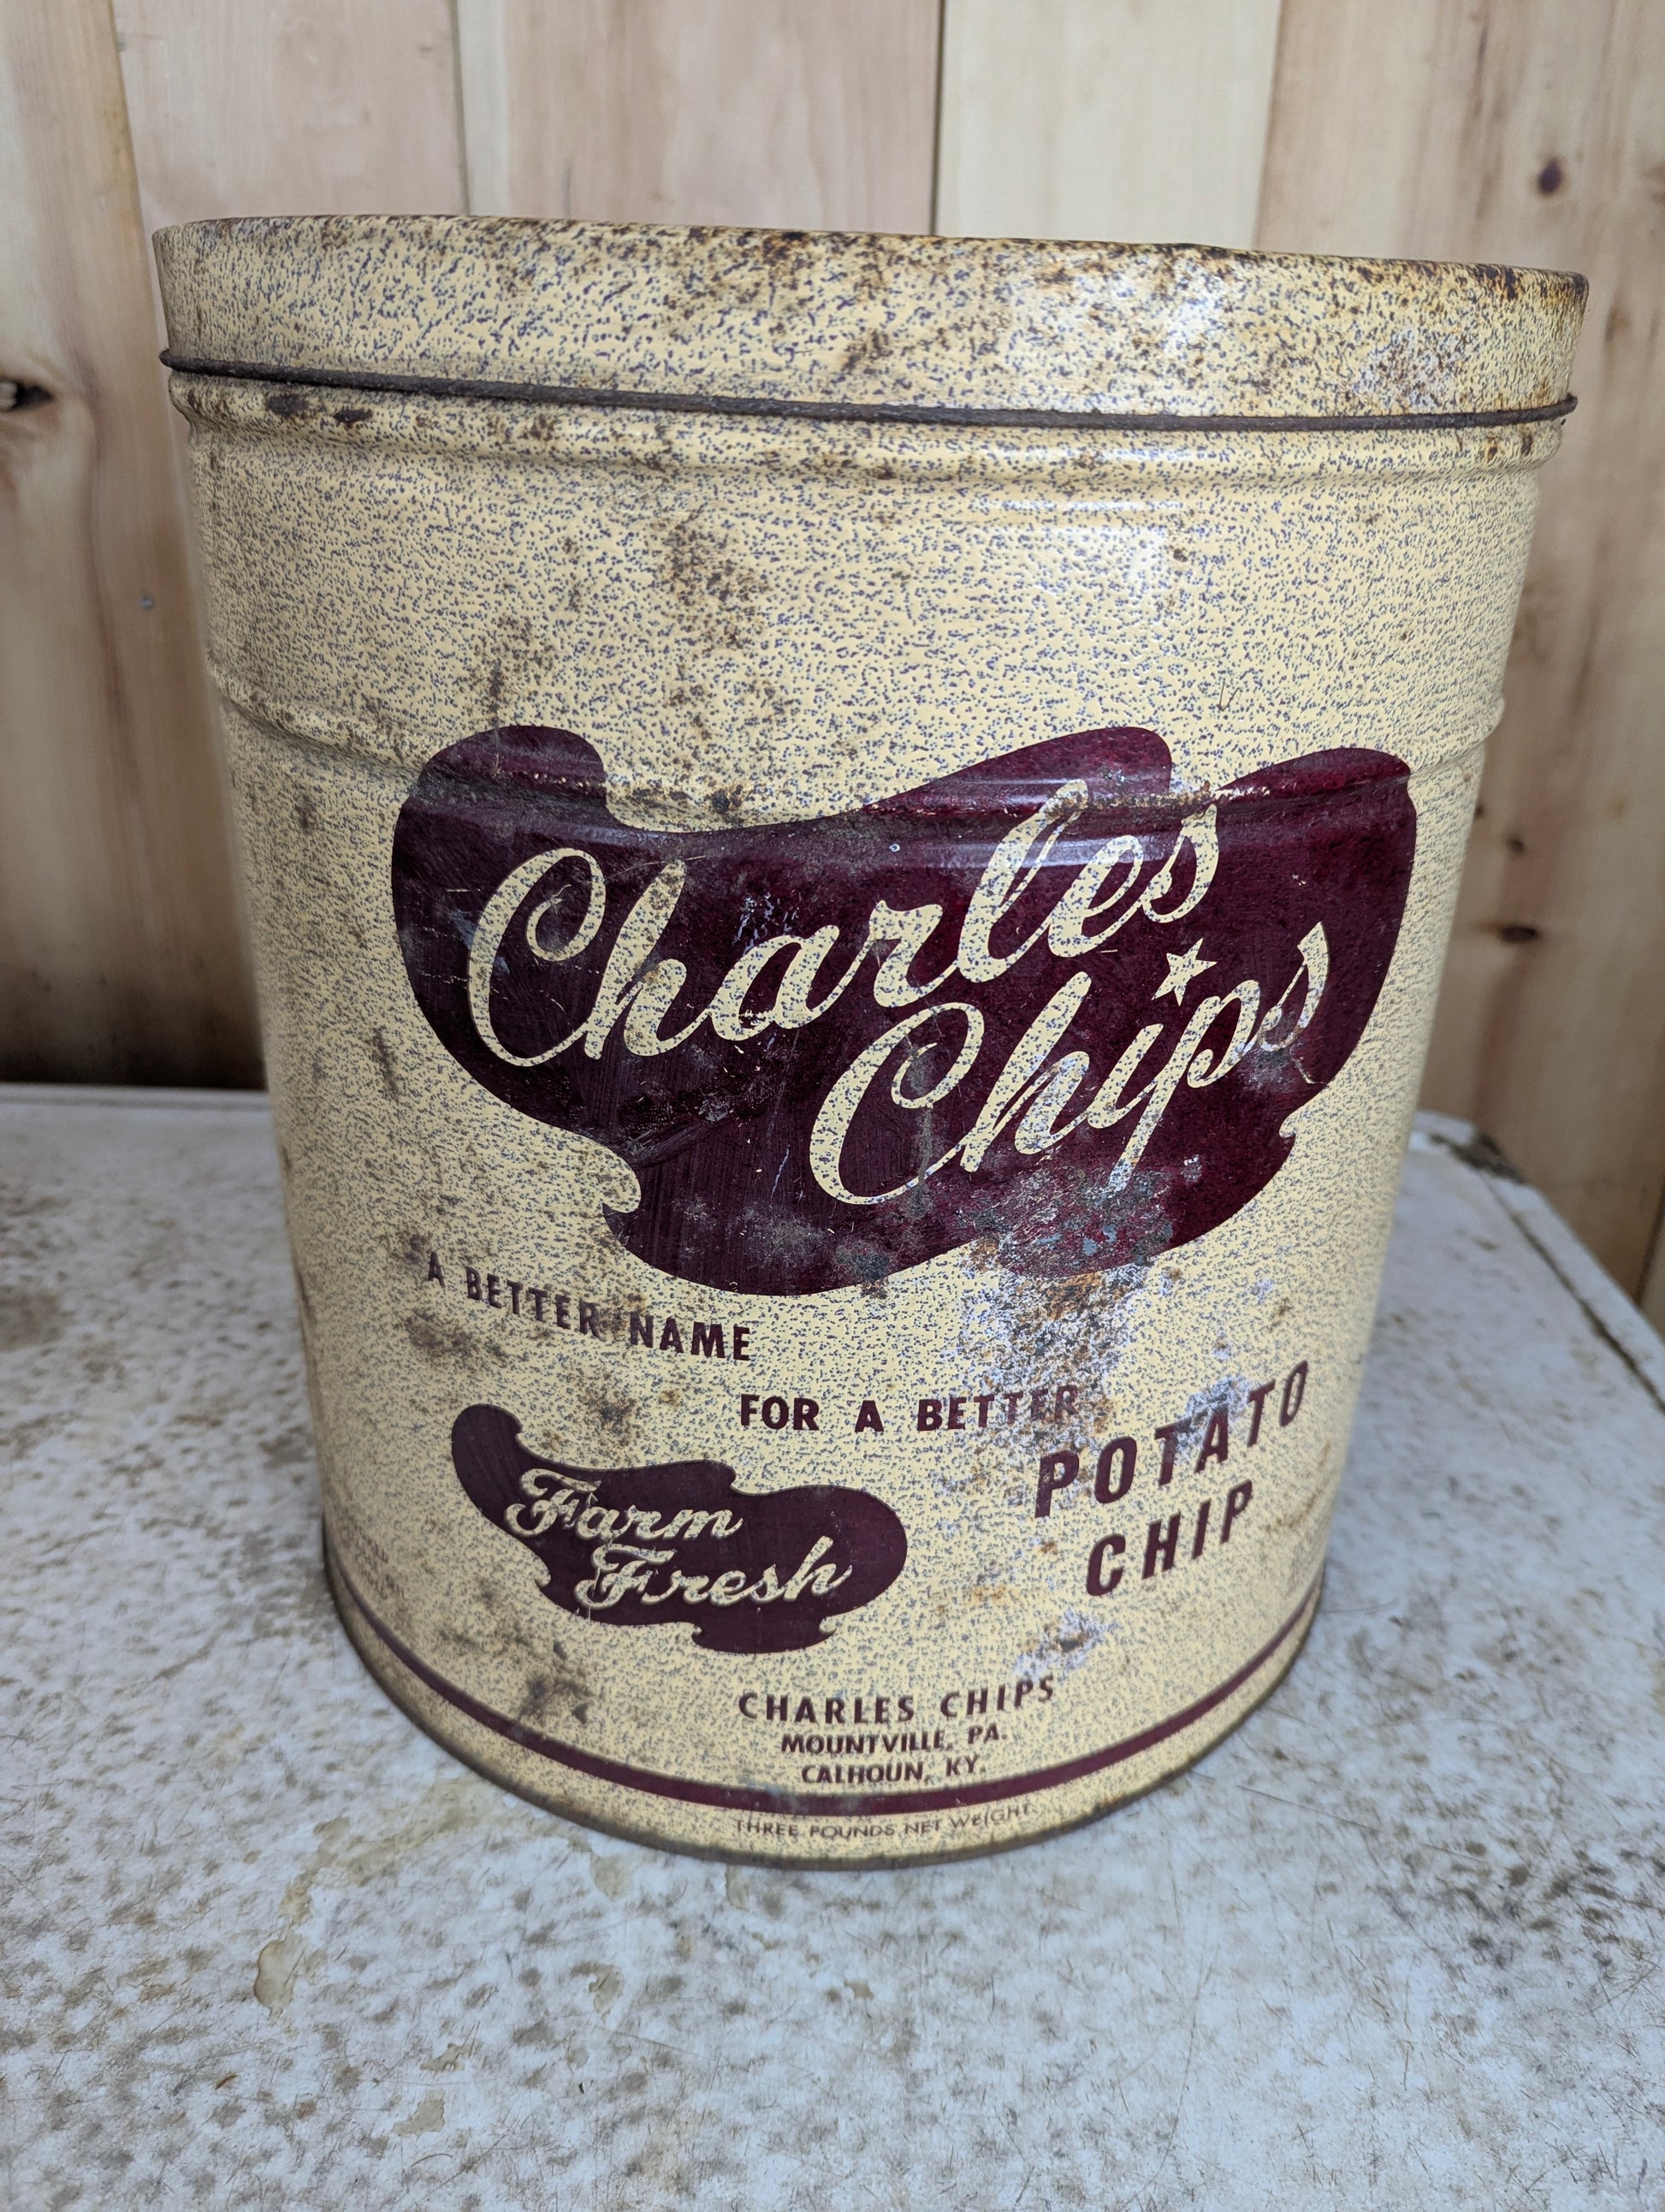 Charles
Chips
A BETTER NAME
FOR A BETTER
POTATO
CHIP
Farm
Fresh
CHARLES CHIPS
MOUNTVILLE, PA.
CALHOUN, KY.
THREE POUNDS NET WEIGHT